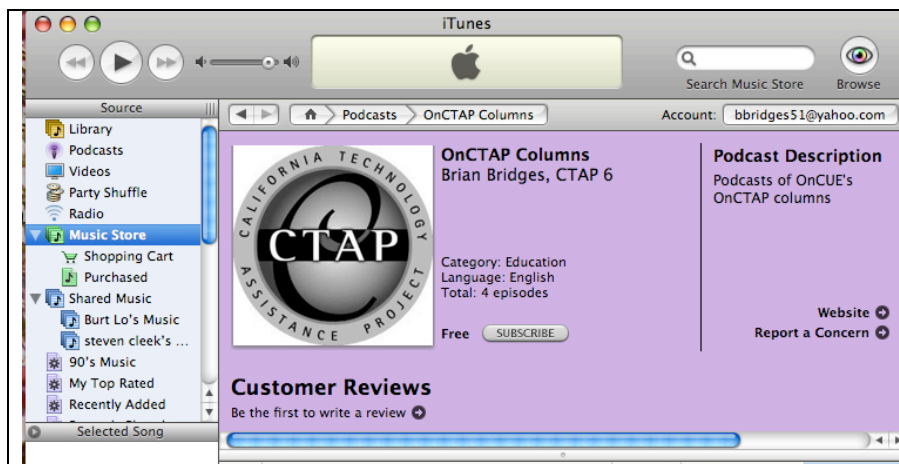 iTunes
Search Music Store
Browse
Source
Library
Podcasts
Videos
Party Shuffle
Radio
Music Store
Shopping Cart
Purchased
Shared Music
Burt Lo's Music
steven cleek's ...
90's Music
My Top Rated
Recently Added
Selected Song
Podcasts
OnCTAP Columns
Account: bbridges51@yahoo.com
CALIFORNIA TECHNOLOGY
CTAP
ASSISTANCE PROJECT
OnCTAP Columns
Brian Bridges, CTAP 6
Category: Education
Language: English
Total: 4 episodes
Free SUBSCRIBE
Podcast Description
Podcasts of OnCUE's
OnCTAP columns
Website
Report a Concern
Customer Reviews
Be the first to write a review